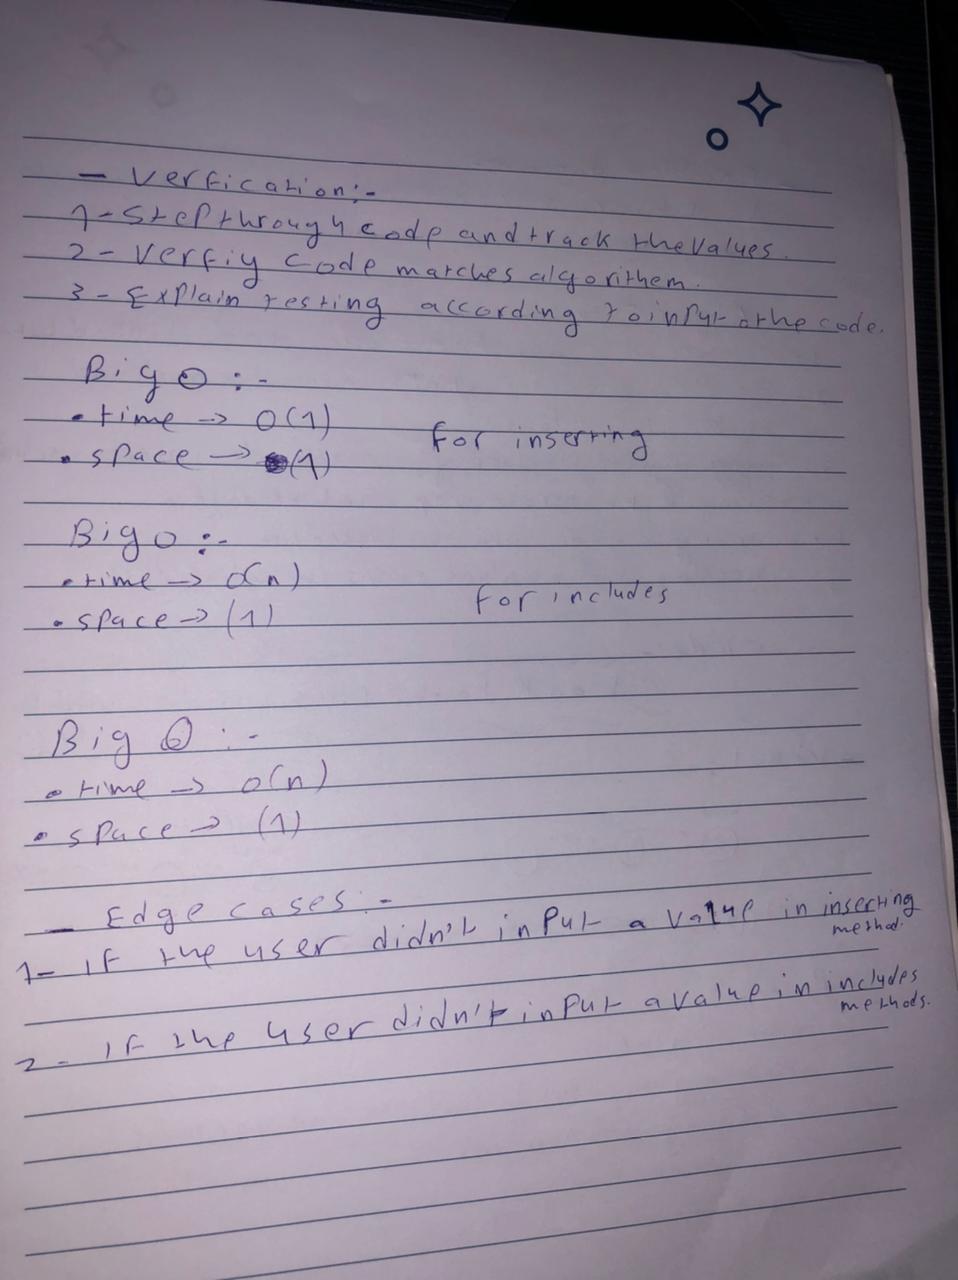 - Verfication:-
1- Step through code and track the values.
2- Verfiy code matches algorithem.
3- Explain testing according to input the code.
Big O :-
• time -> O(1)
for inserting
• space -> (1)
Big O :-
• time -> O(n)
for includes
• space -> (1)
Big O :-
• time -> O(n)
• space -> (1)
- Edge cases :-
1- if the user didn't input a value in inserting
method.
2- if the user didn't input a value in includes
methods.